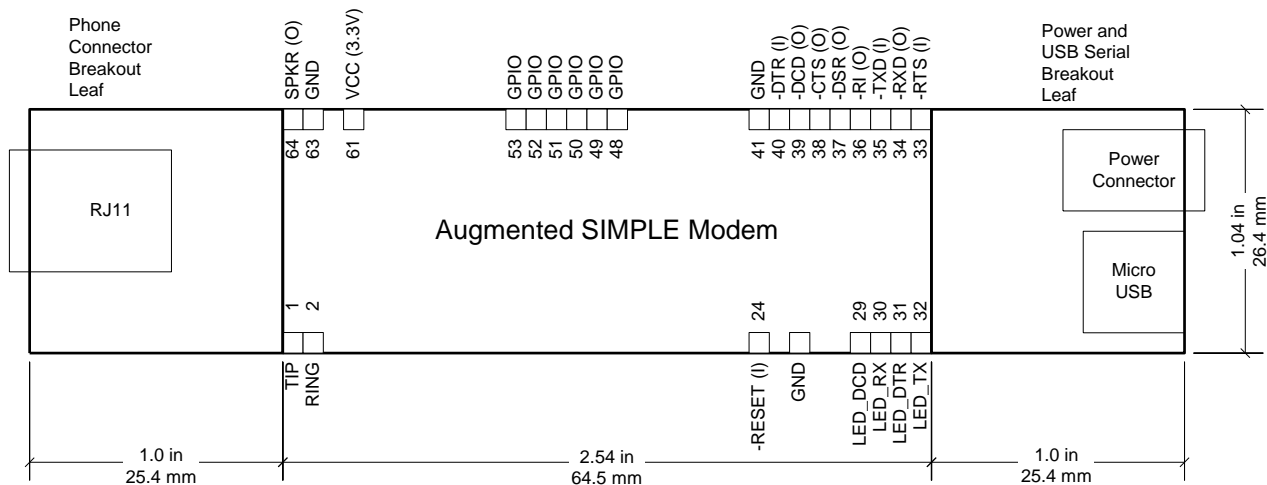 Phone
Connector
Breakout
Leaf
SPKR (O)
GND
VCC (3.3V)
GPIO
GPIO
GPIO
GPIO
GPIO
GPIO
GND
-DTR (I)
-DCD (O)
-CTS (O)
-DSR (O)
-RI (O)
-TXD (I)
-RXD (O)
-RTS (I)
Power and
USB Serial
Breakout
Leaf
64
63
61
53
52
51
50
49
48
41
40
39
38
37
36
35
34
33
RJ11
Augmented SIMPLE Modem
Power
Connector
Micro
USB
1.04 in
26.4 mm
1
2
24
29
30
31
32
TIP
RING
-RESET (I)
GND
LED_DCD
LED_RX
LED_DTR
LED_TX
1.0 in
25.4 mm
2.54 in
64.5 mm
1.0 in
25.4 mm